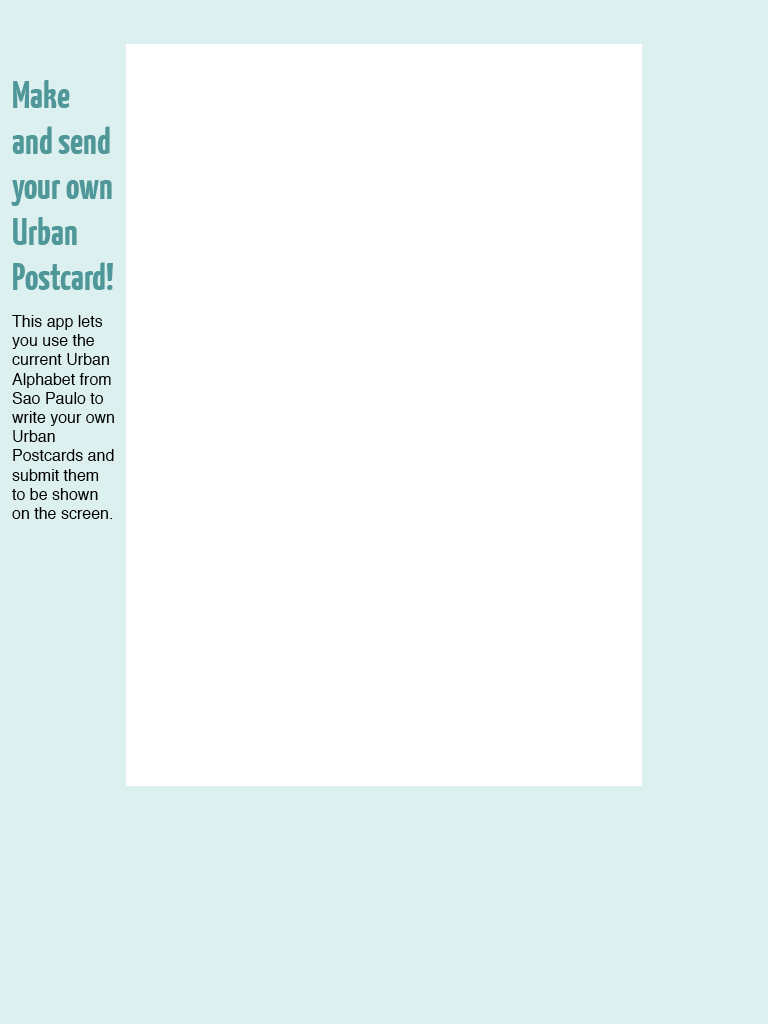 Make
and send
your own
Urban
Postcard!
This app lets
you use the
current Urban
Alphabet from
Sao Paulo to
write your own
Urban
Postcards and
submit them
to be shown
on the screen.